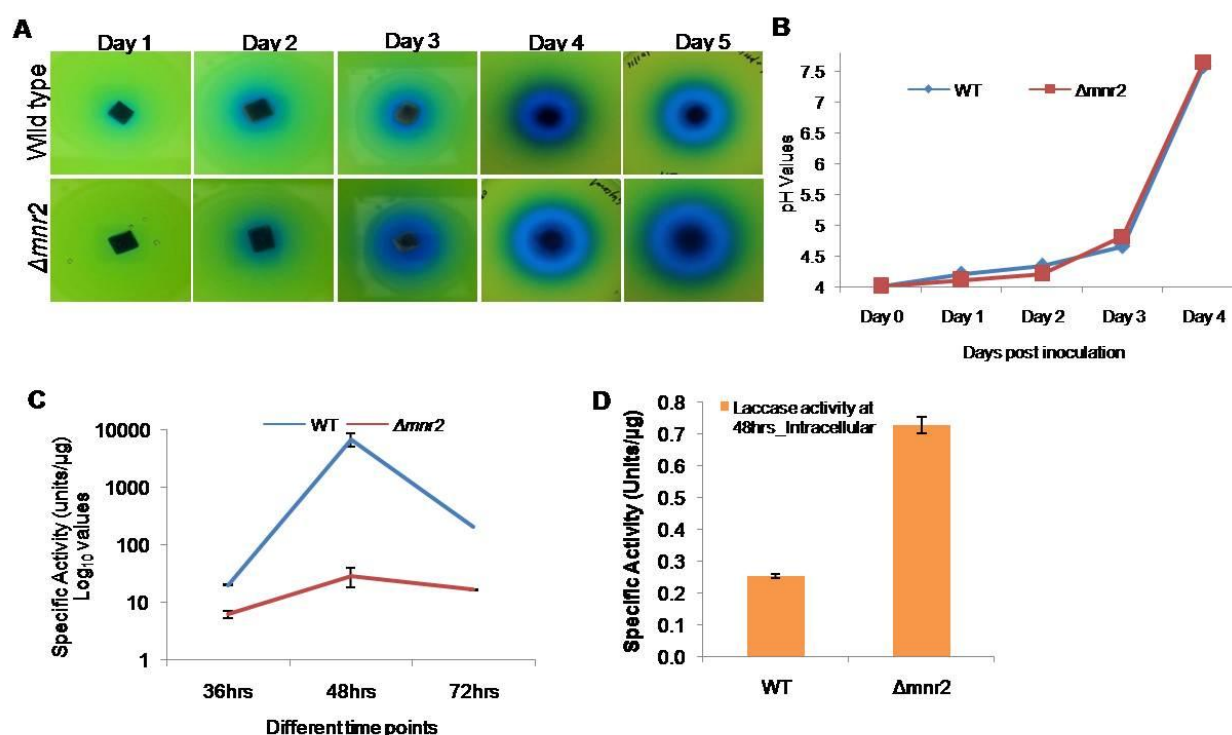 A
Day 1 Day 2 Day 3 Day 4 Day 5
Wild type
Δmnr2
B
WT Δmnr2
pH Values
7.5
7
6.5
6
5.5
5
4.5
4
Day 0 Day 1 Day 2 Day 3 Day 4
Days post inoculation
C
WT Δmnr2
Specific Activity (units/µg)
Log10 values
10000
1000
100
10
1
36hrs 48hrs 72hrs
Different time points
D
Laccase activity at
48hrs_Intracellular
Specific Activity (Units/µg)
0.8
0.7
0.6
0.5
0.4
0.3
0.2
0.1
0.0
WT Δmnr2